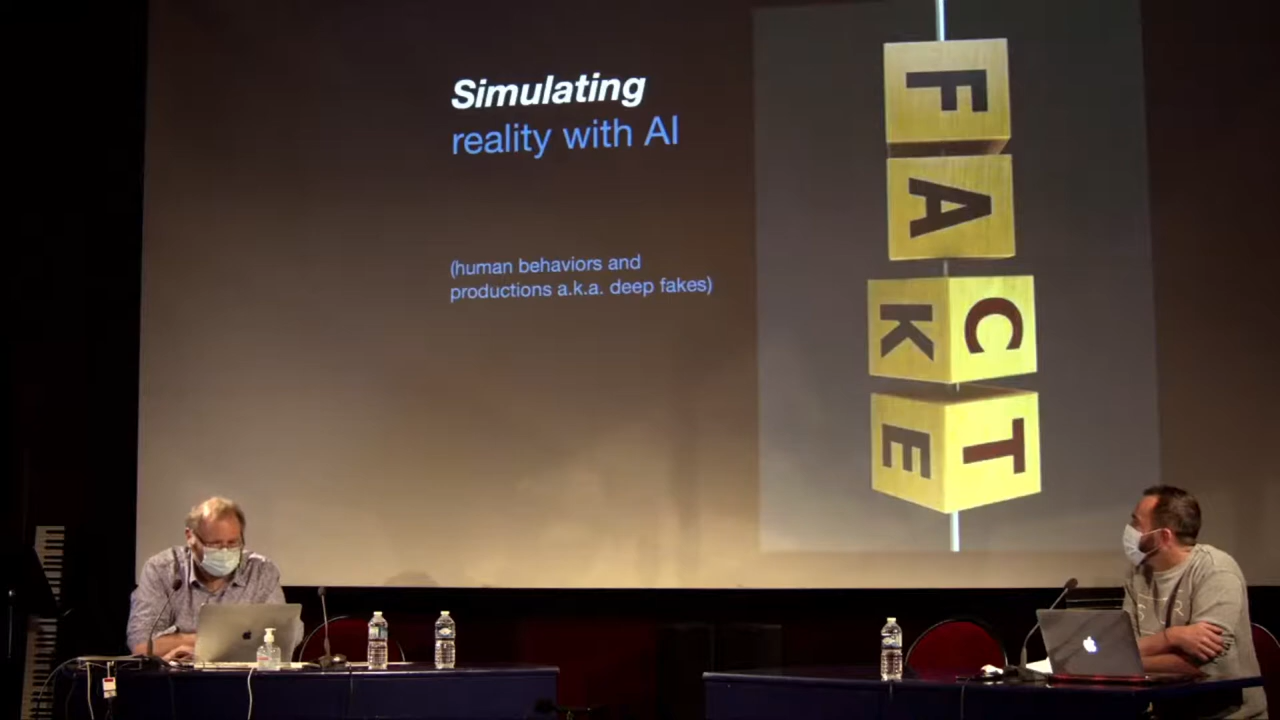 Simulating
reality with AI
(human behaviors and
productions a.k.a. deep fakes)
F
A
K C
E T